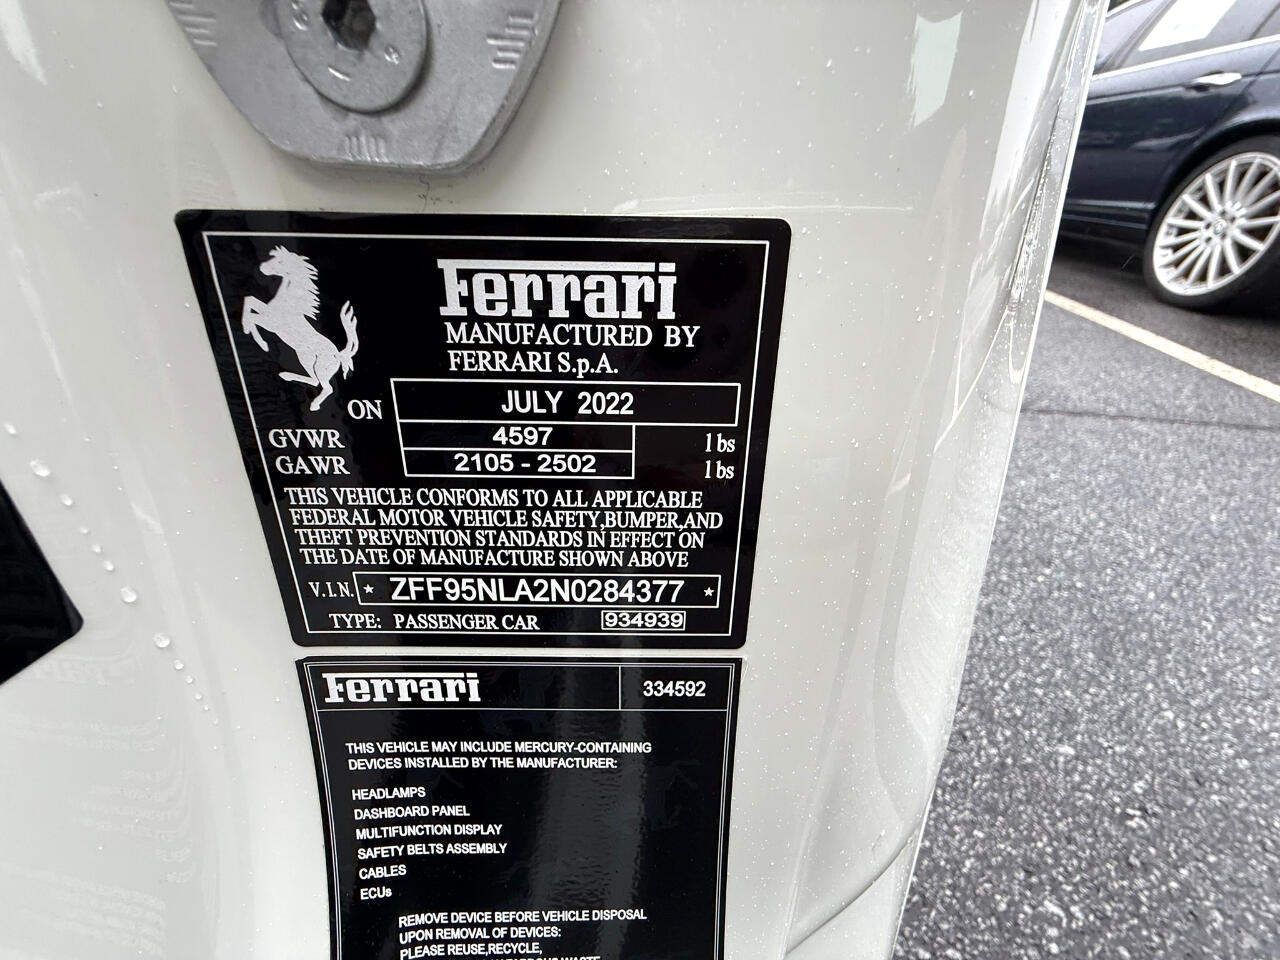 Ferrari
MANUFACTURED BY
FERRARI S.p.A.
ON JULY 2022
GVWR 4597 lbs
GAWR 2105 - 2502 lbs
THIS VEHICLE CONFORMS TO ALL APPLICABLE
FEDERAL MOTOR VEHICLE SAFETY,BUMPER,AND
THEFT PREVENTION STANDARDS IN EFFECT ON
THE DATE OF MANUFACTURE SHOWN ABOVE
V.I.N. * ZFF95NLA2N0284377 *
TYPE: PASSENGER CAR 934939
Ferrari 334592
THIS VEHICLE MAY INCLUDE MERCURY-CONTAINING
DEVICES INSTALLED BY THE MANUFACTURER:
HEADLAMPS
DASHBOARD PANEL
MULTIFUNCTION DISPLAY
SAFETY BELTS ASSEMBLY
CABLES
ECUs
REMOVE DEVICE BEFORE VEHICLE DISPOSAL
UPON REMOVAL OF DEVICES:
PLEASE REUSE,RECYCLE,